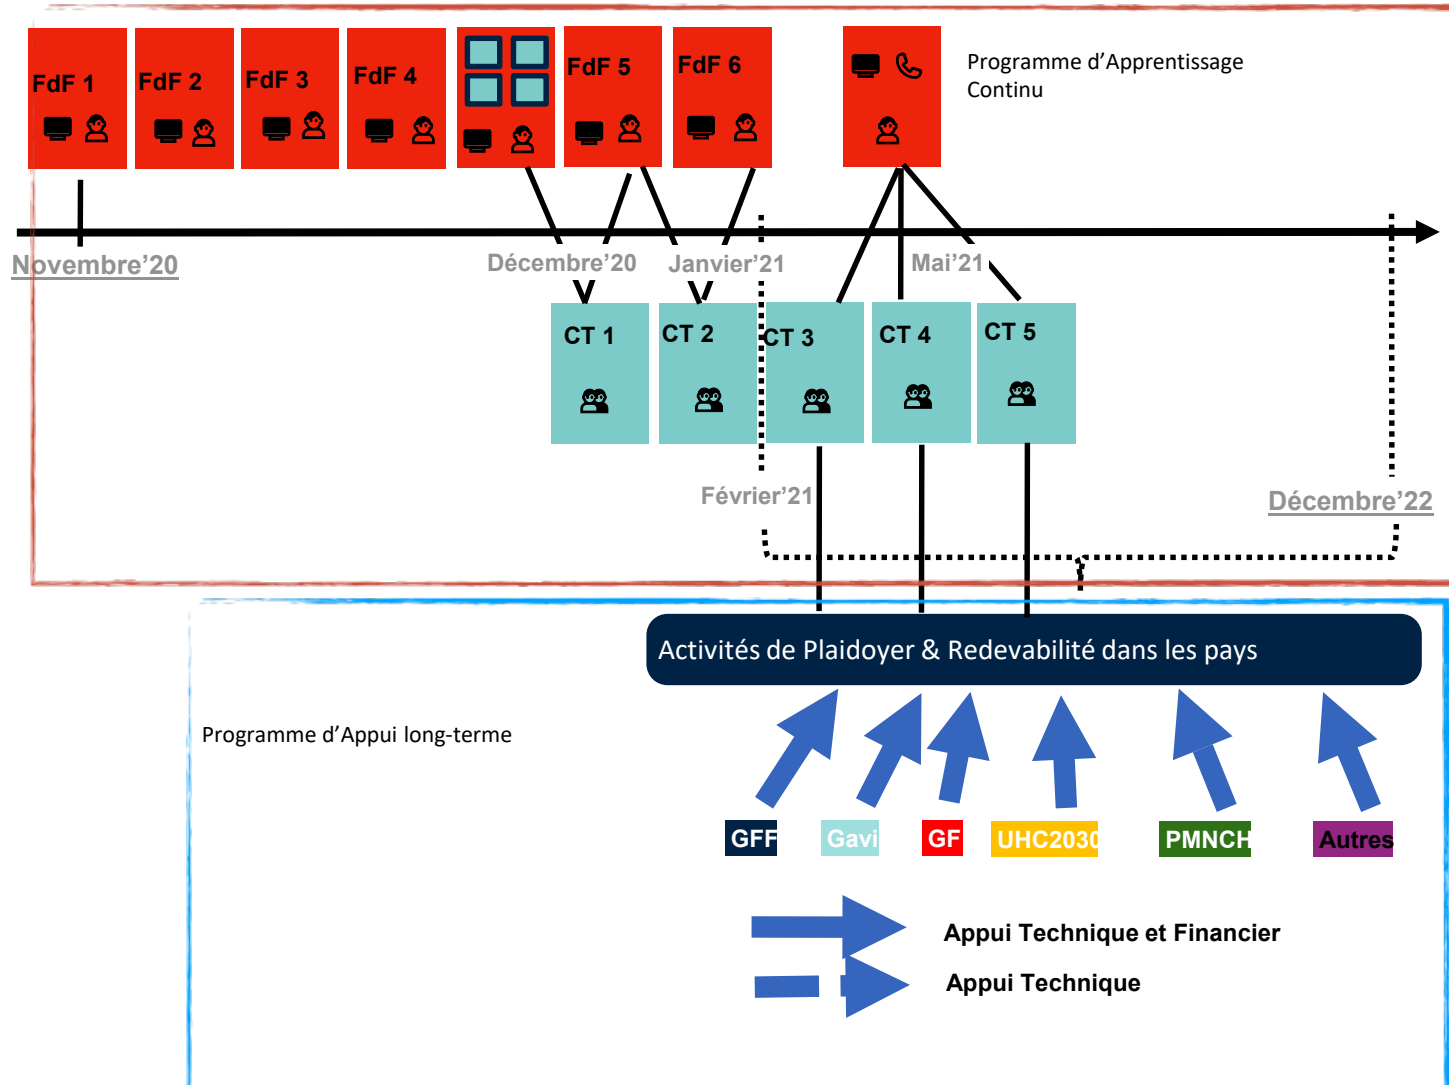 FdF 1
FdF 2
FdF 3
FdF 4
FdF 5
FdF 6
Programme d’Apprentissage
Continu
Novembre’20
Décembre’20
Janvier’21
Mai’21
CT 1
CT 2
CT 3
CT 4
CT 5
Février’21
Décembre’22
Activités de Plaidoyer & Redevabilité dans les pays
Programme d’Appui long-terme
GFF
Gavi
GF
UHC2030
PMNCH
Autres
Appui Technique et Financier
Appui Technique